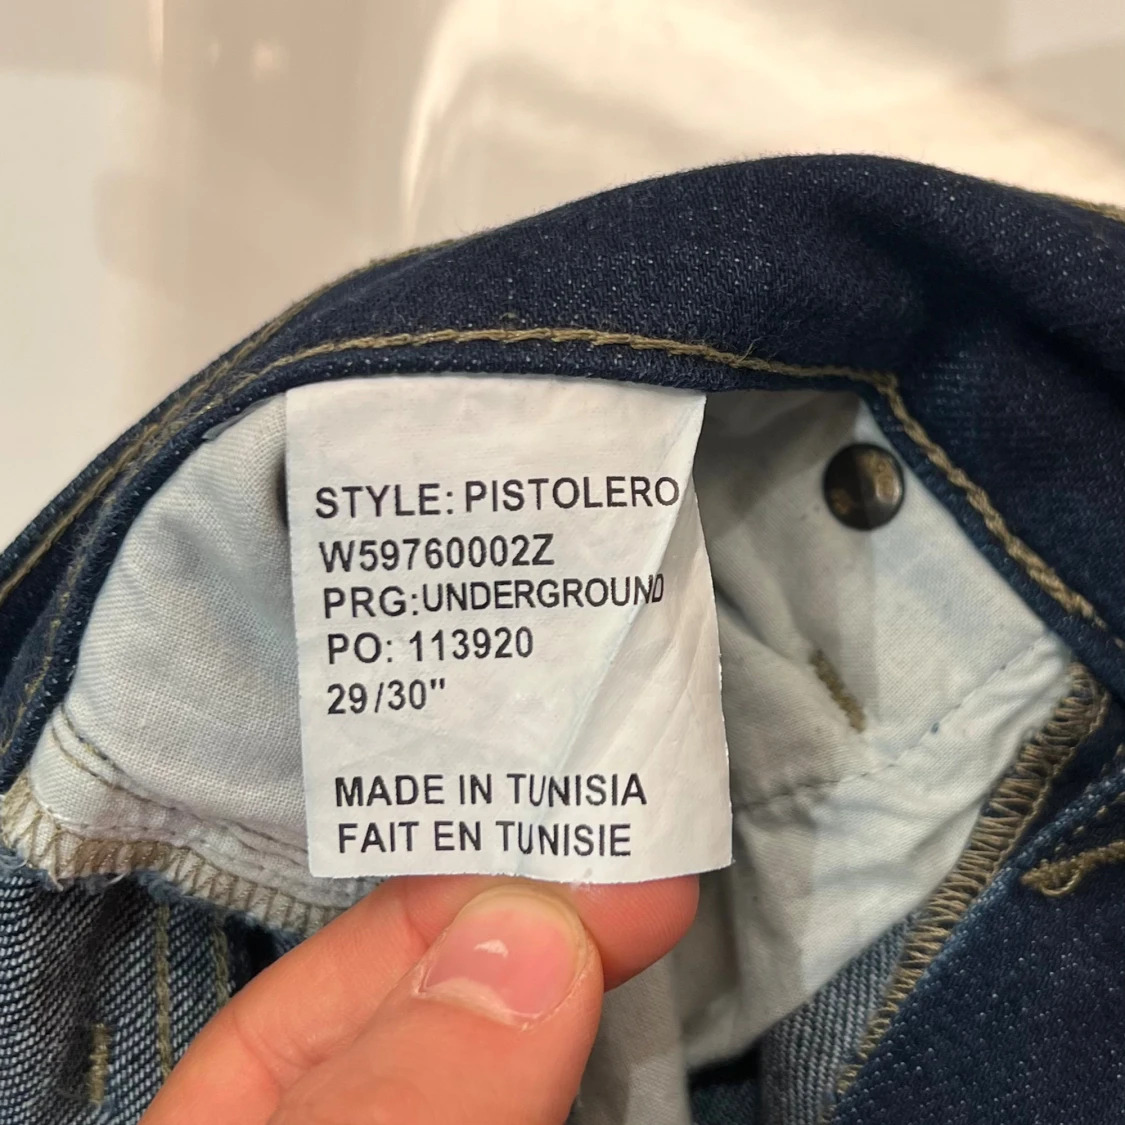 STYLE: PISTOLERO
W59760002Z
PRG:UNDERGROUND
PO: 113920
29/30"
MADE IN TUNISIA
FAIT EN TUNISIE